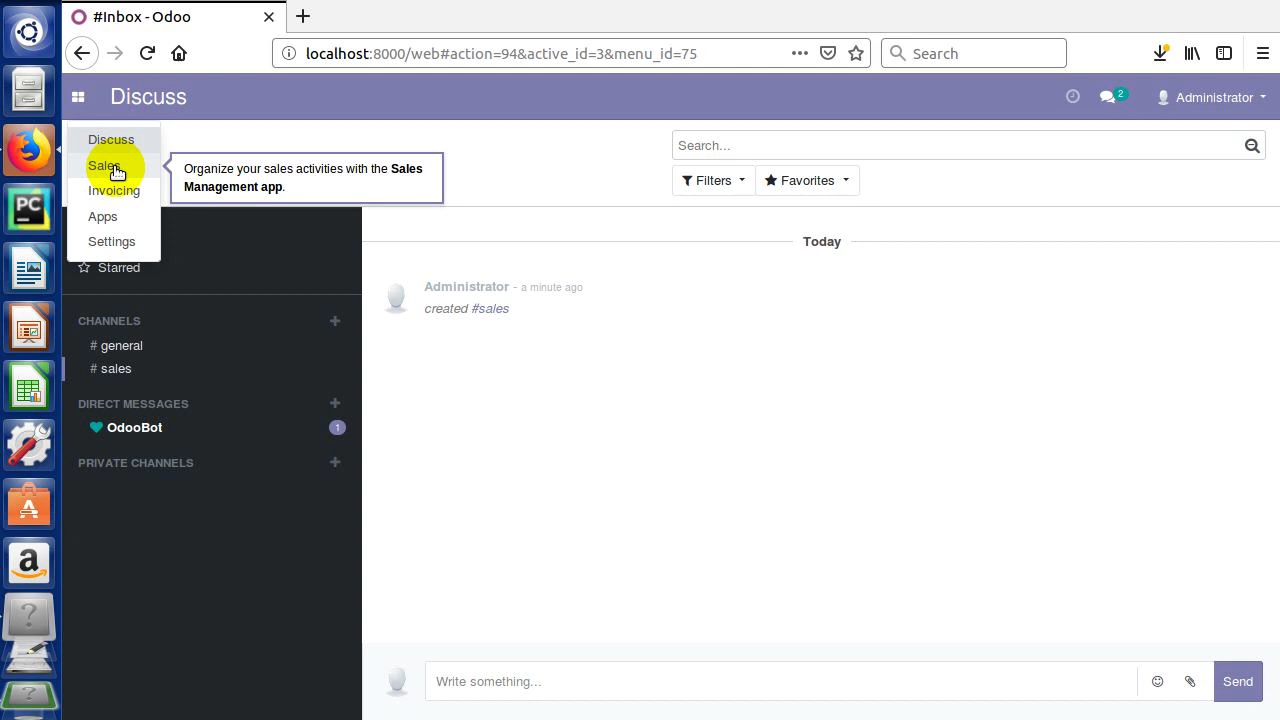 #Inbox - Odoo
localhost:8000/web#action=94&active_id=3&menu_id=75
Search
Discuss
2
Administrator
Discuss
Sales
Invoicing
Apps
Settings
Organize your sales activities with the Sales
Management app.
Search...
Filters
Favorites
Starred
CHANNELS
# general
# sales
DIRECT MESSAGES
OdooBot
1
PRIVATE CHANNELS
Today
Administrator - a minute ago
created #sales
Write something...
Send
PC
A
a
?
?